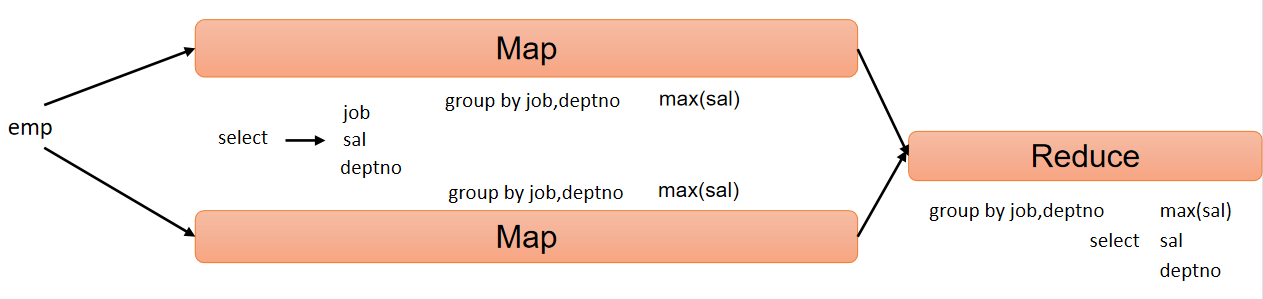 Map
group by job,deptno max(sal)
job
emp
select
sal
deptno
group by job,deptno max(sal)
Map
Reduce
group by job,deptno max(sal)
select sal
deptno